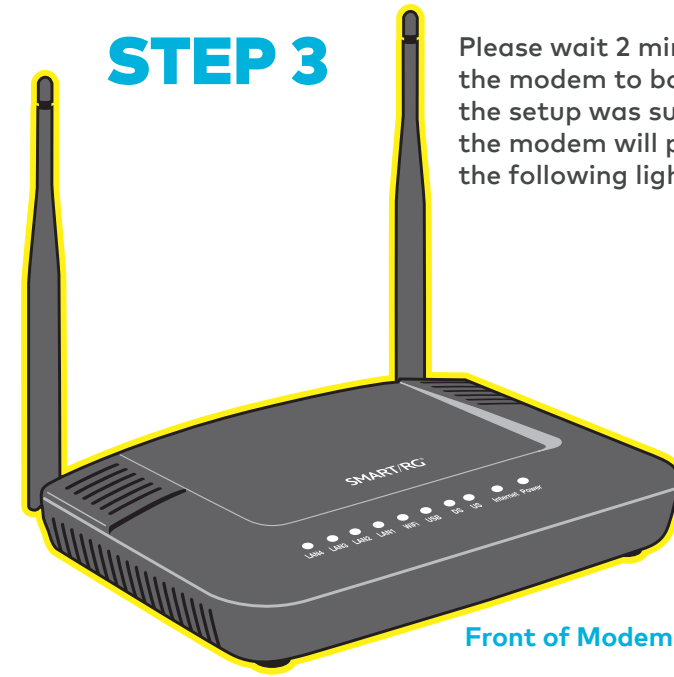 STEP 3
Please wait 2 min
the modem to bo
the setup was su
the modem will p
the following ligh
SMART/RG®
LAN4 LAN3 LAN2 LAN1 WiFi USB DS US Internet Power
Front of Modem